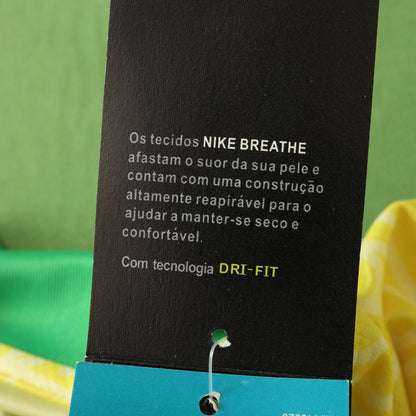 Os tecidos NIKE BREATHE
afastam o suor da sua pele e
contam com uma construção
altamente reapirável para o
ajudar a manter-se seco e
confortável.
Com tecnologia DRI-FIT